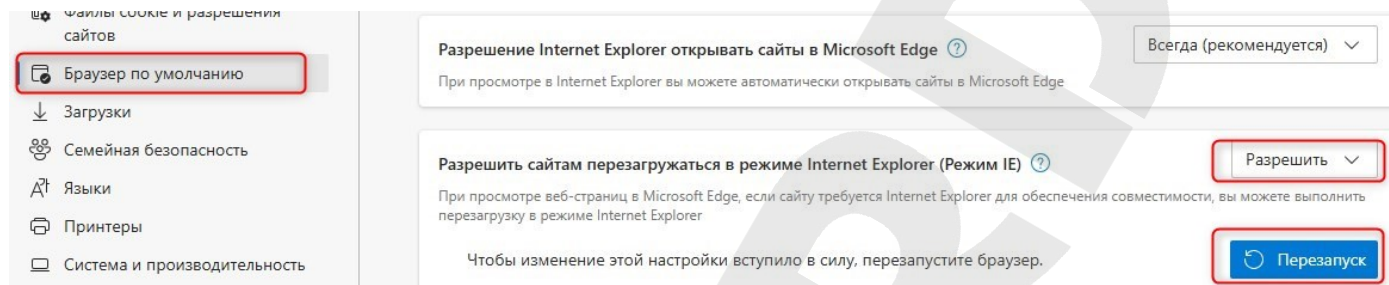 Файлы cookie и разрешения
сайтов
Браузер по умолчанию
Загрузки
Семейная безопасность
Языки
Принтеры
Система и производительность
Разрешение Internet Explorer открывать сайты в Microsoft Edge
Всегда (рекомендуется)
При просмотре в Internet Explorer вы можете автоматически открывать сайты в Microsoft Edge
Разрешить сайтам перезагружаться в режиме Internet Explorer (Режим IE)
Разрешить
При просмотре веб-страниц в Microsoft Edge, если сайту требуется Internet Explorer для обеспечения совместимости, вы можете выполнить
перезагрузку в режиме Internet Explorer
Чтобы изменение этой настройки вступило в силу, перезапустите браузер.
Перезапуск